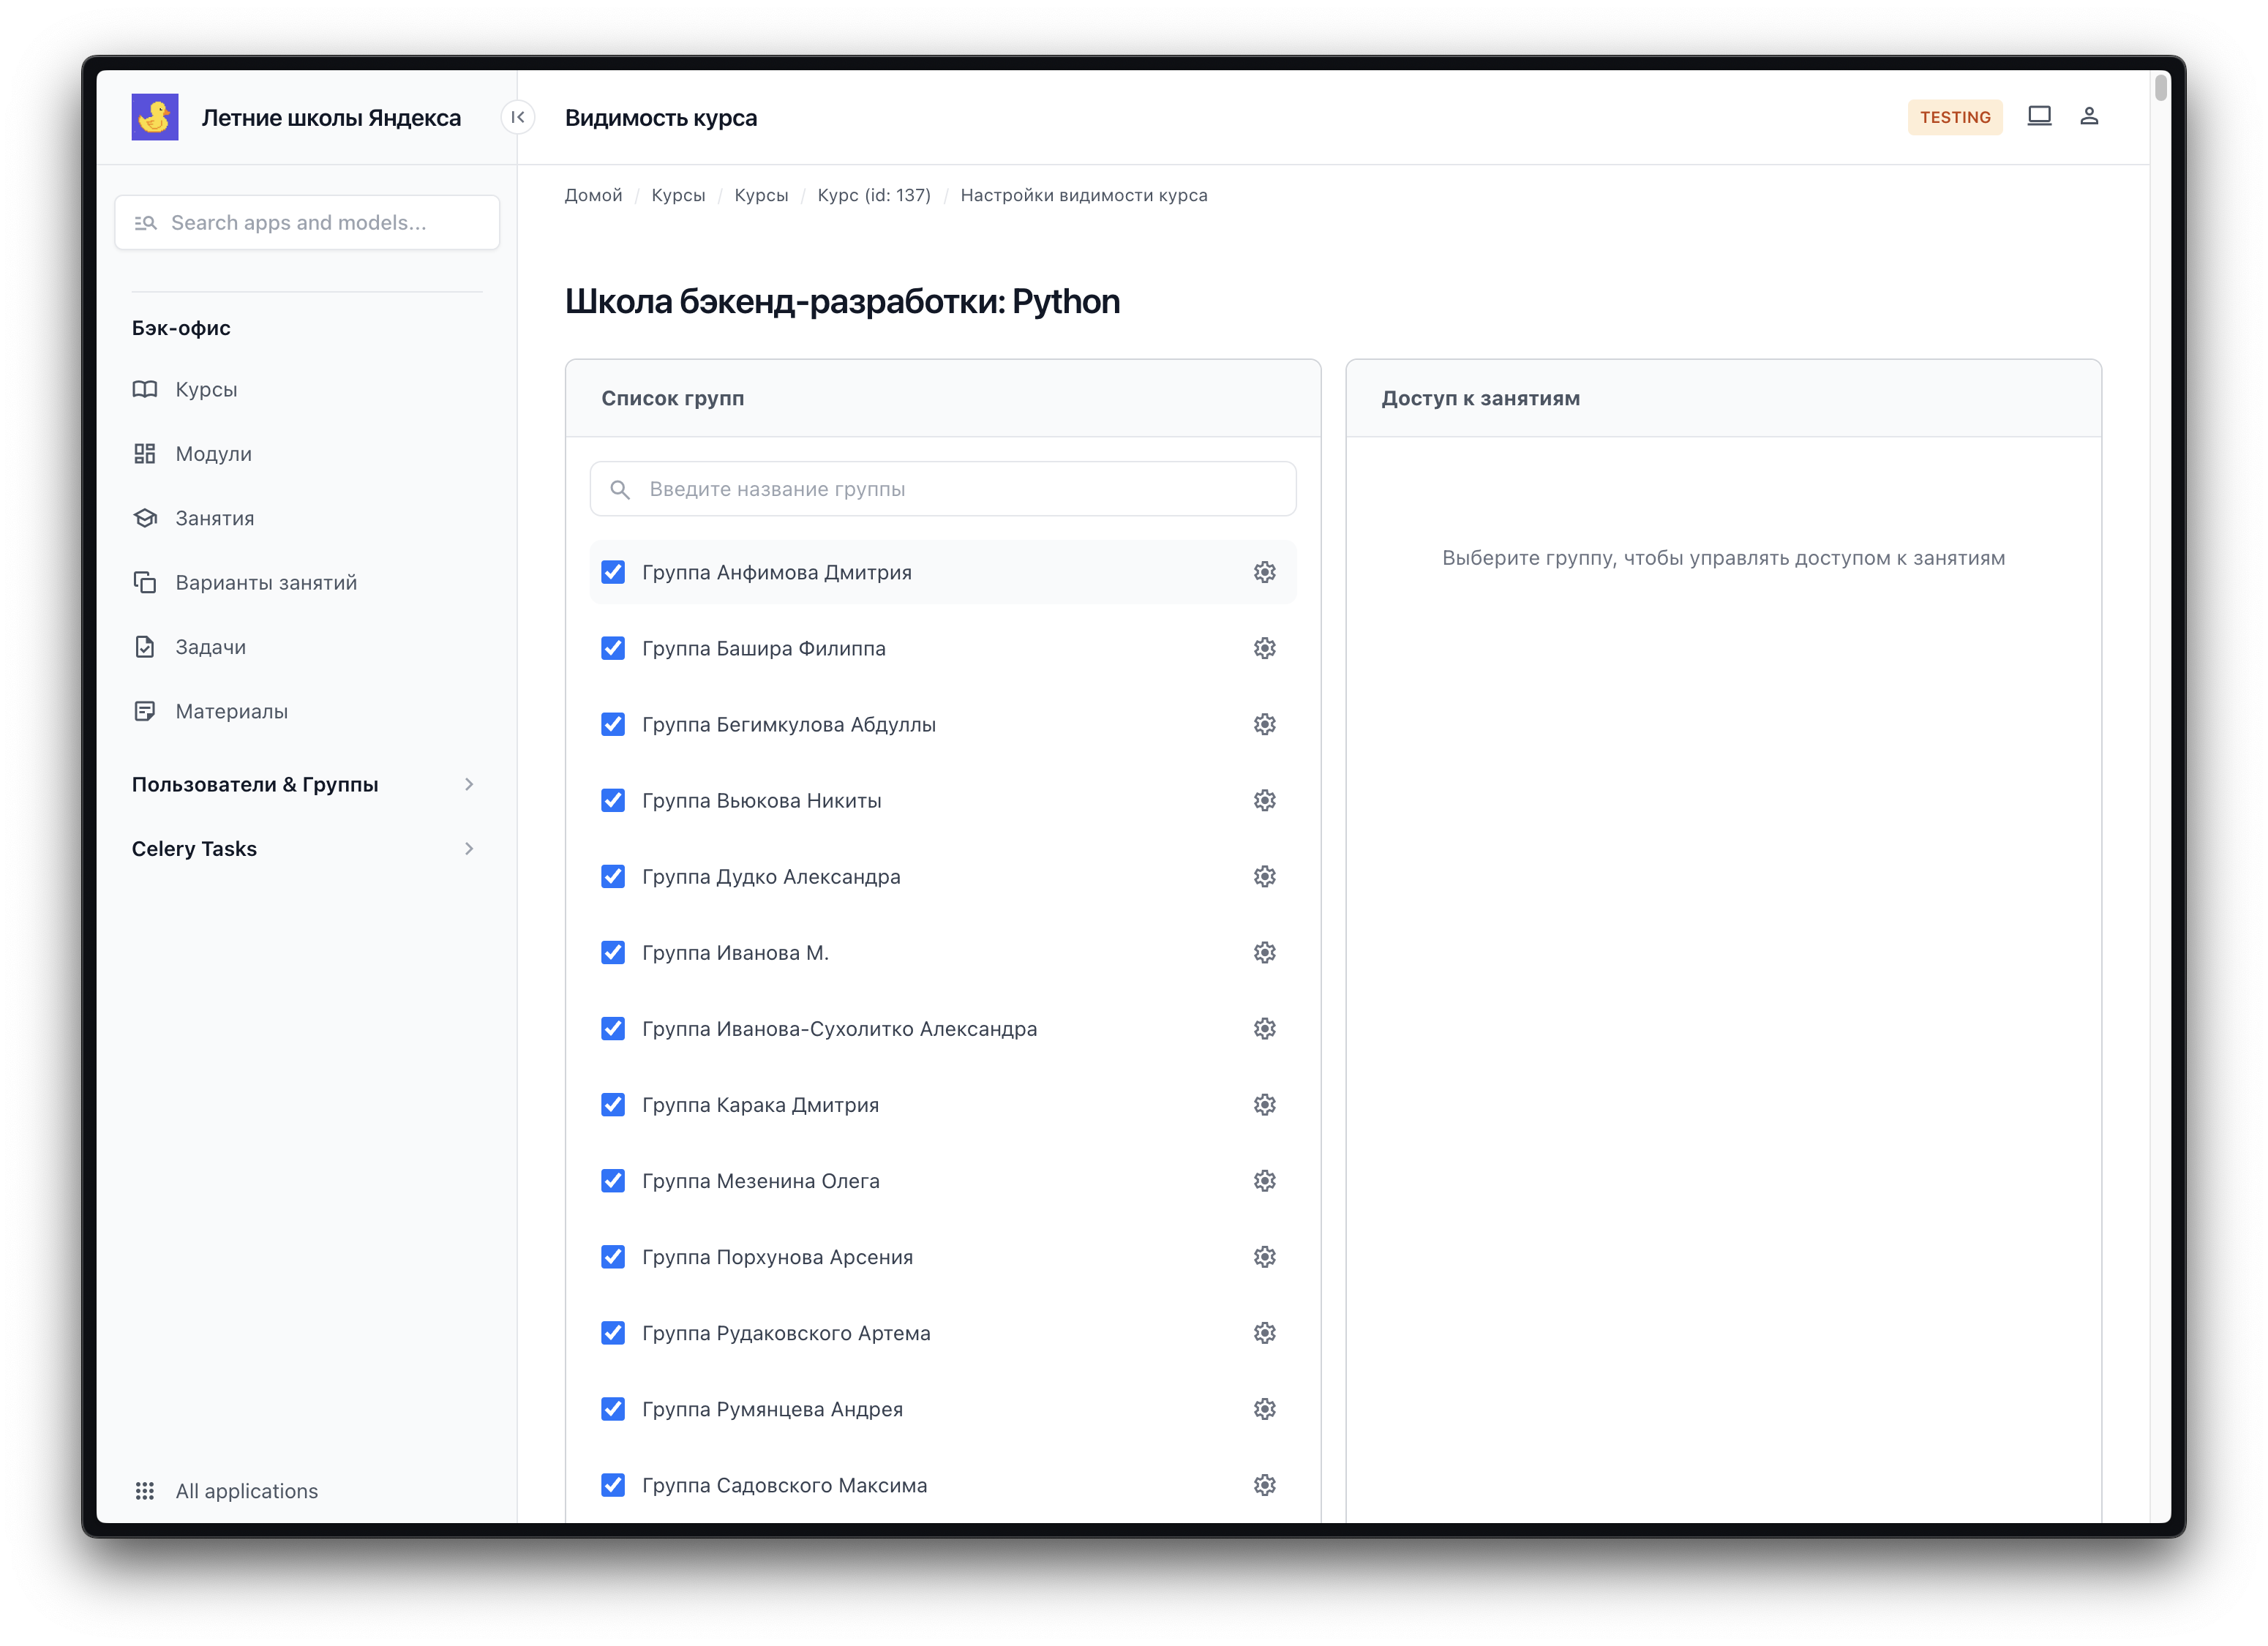 Летние школы Яндекса
Видимость курса
TESTING
Домой / Курсы / Курсы / Курс (id: 137) / Настройки видимости курса
Search apps and models...
Бэк-офис
Курсы
Модули
Занятия
Варианты занятий
Задачи
Материалы
Пользователи & Группы
Celery Tasks
All applications
Школа бэкенд-разработки: Python
Список групп
Введите название группы
Группа Анфимова Дмитрия
Группа Башира Филиппа
Группа Бегимкулова Абдуллы
Группа Вьюкова Никиты
Группа Дудко Александра
Группа Иванова М.
Группа Иванова-Сухолитко Александра
Группа Карака Дмитрия
Группа Мезенина Олега
Группа Порхунова Арсения
Группа Рудаковского Артема
Группа Румянцева Андрея
Группа Садовского Максима
Доступ к занятиям
Выберите группу, чтобы управлять доступом к занятиям